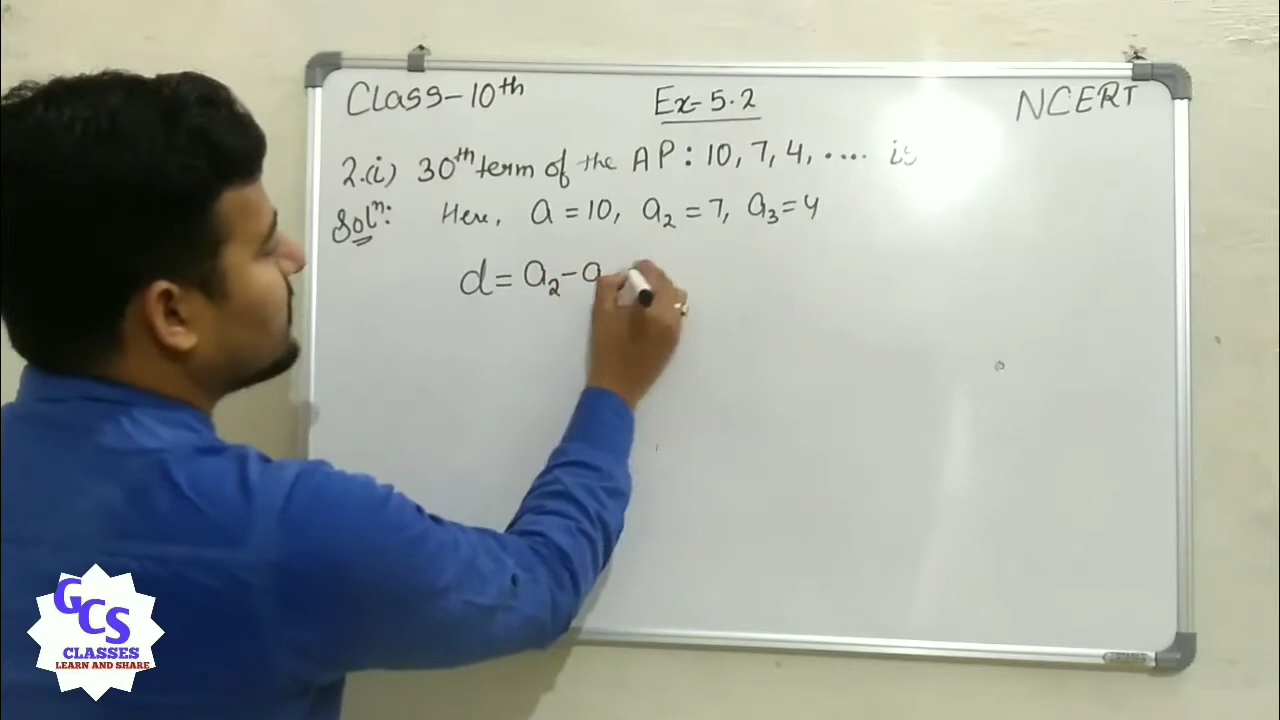 Class-10th
Ex-5.2
NCERT
2.(i) 30th term of the AP: 10, 7, 4, .... is
Soln: Here, a = 10, a2 = 7, a3 = 4
d = a2 - a
GCS
CLASSES
LEARN AND SHARE